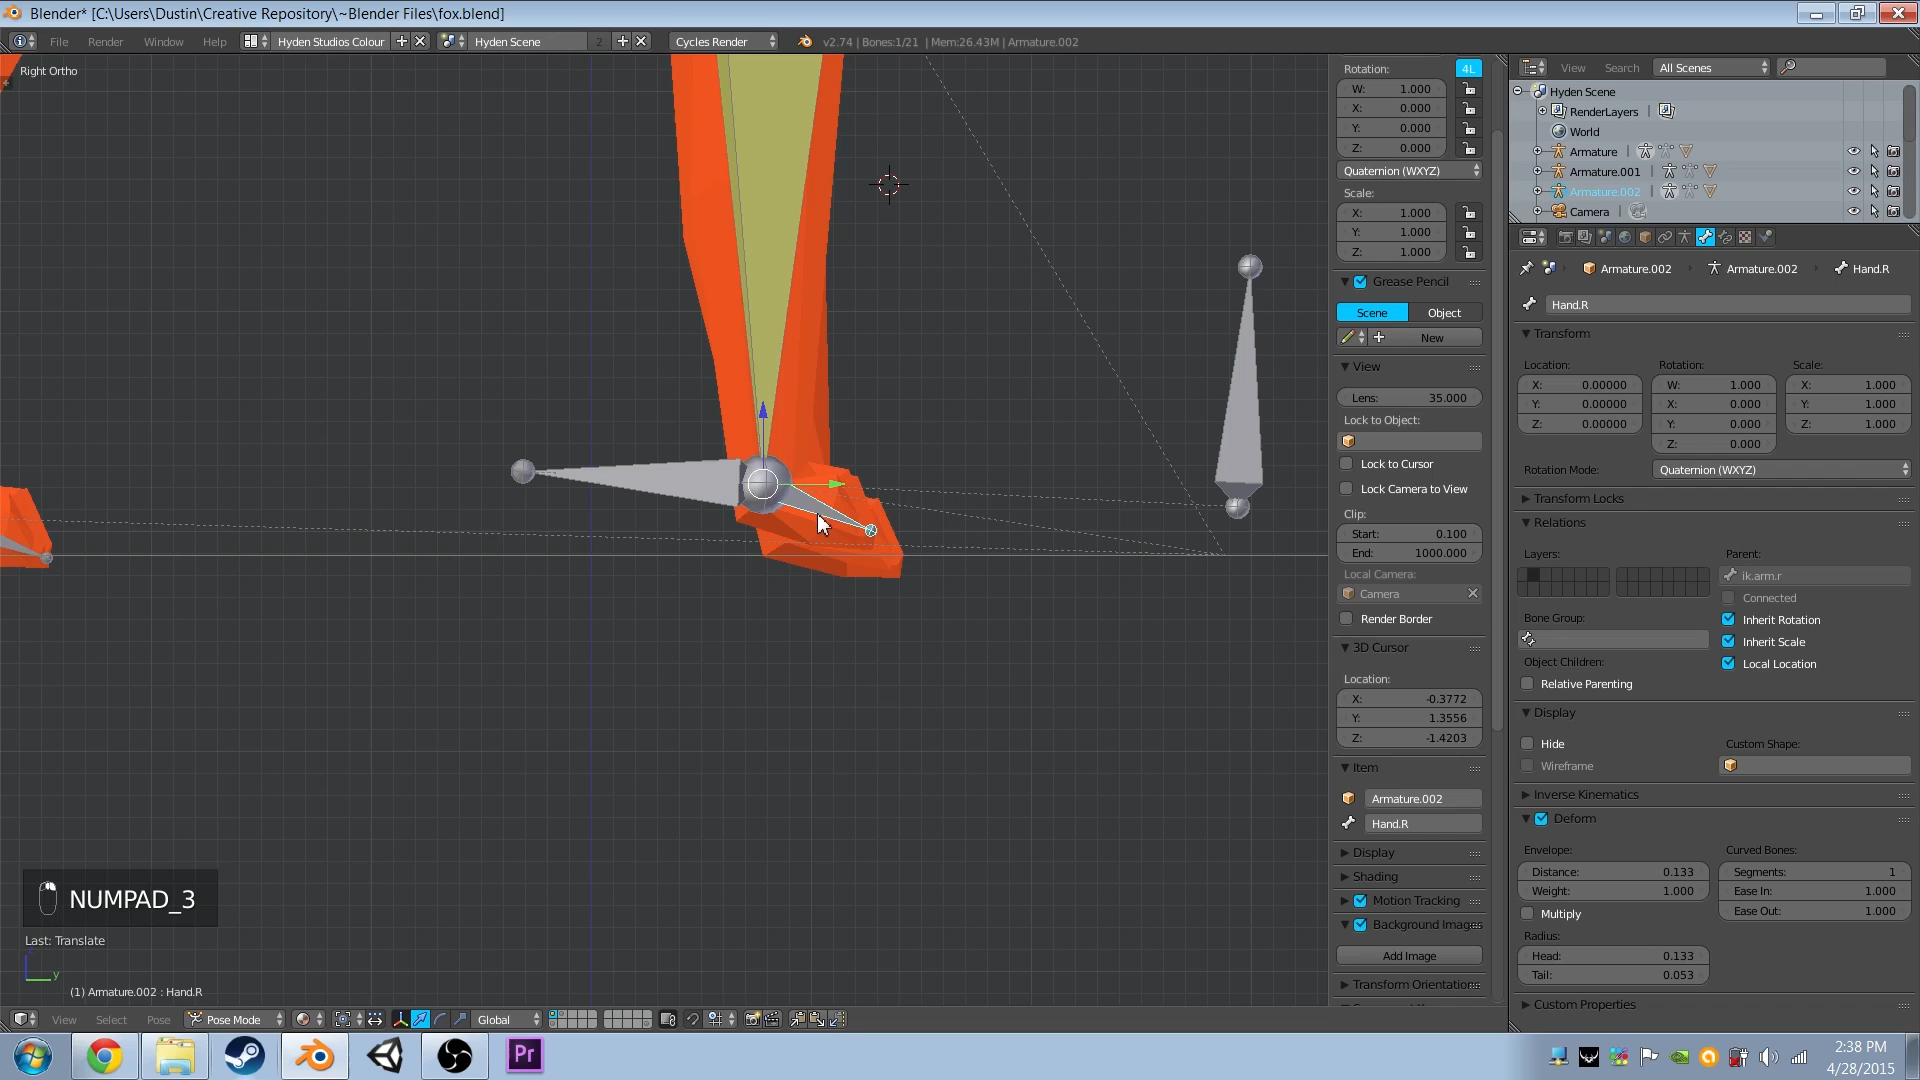 Blender* [C:\Users\Dustin\Creative Repository\~Blender Files\fox.blend]
File Render Window Help Hyden Studios Colour Hyden Scene 2 Cycles Render v2.74 | Bones:1/21 | Mem:26.43M | Armature.002
Right Ortho
Rotation: 4L
W: 1.000
X: 0.000
Y: 0.000
Z: 0.000
Quaternion (WXYZ)
Scale:
X: 1.000
Y: 1.000
Z: 1.000
Grease Pencil
Scene Object
New
View
Lens: 35.000
Lock to Object:
Lock to Cursor
Lock Camera to View
Clip:
Start: 0.100
End: 1000.000
Local Camera:
Camera
Render Border
3D Cursor
Location:
X: -0.3772
Y: 1.3556
Z: -1.4203
Item
Armature.002
Hand.R
Display
Shading
Motion Tracking
Background Images
Add Image
Transform Orientations
View Search All Scenes
Hyden Scene
RenderLayers
World
Armature
Armature.001
Armature.002
Camera
Armature.002 Armature.002 Hand.R
Hand.R
Transform
Location: Rotation: Scale:
X: 0.00000 W: 1.000 X: 1.000
Y: 0.00000 X: 0.000 Y: 1.000
Z: 0.00000 Y: 0.000 Z: 1.000
Z: 0.000
Rotation Mode: Quaternion (WXYZ)
Transform Locks
Relations
Layers: Parent:
ik.arm.r
Connected
Bone Group: Inherit Rotation
Inherit Scale
Object Children: Local Location
Relative Parenting
Display
Hide Custom Shape:
Wireframe
Inverse Kinematics
Deform
Envelope: Curved Bones:
Distance: 0.133 Segments: 1
Weight: 1.000 Ease In: 1.000
Multiply Ease Out: 1.000
Radius:
Head: 0.133
Tail: 0.053
Custom Properties
NUMPAD_3
Last: Translate
y
(1) Armature.002 : Hand.R
View Select Pose Pose Mode Global
Pr
2:38 PM
4/28/2015